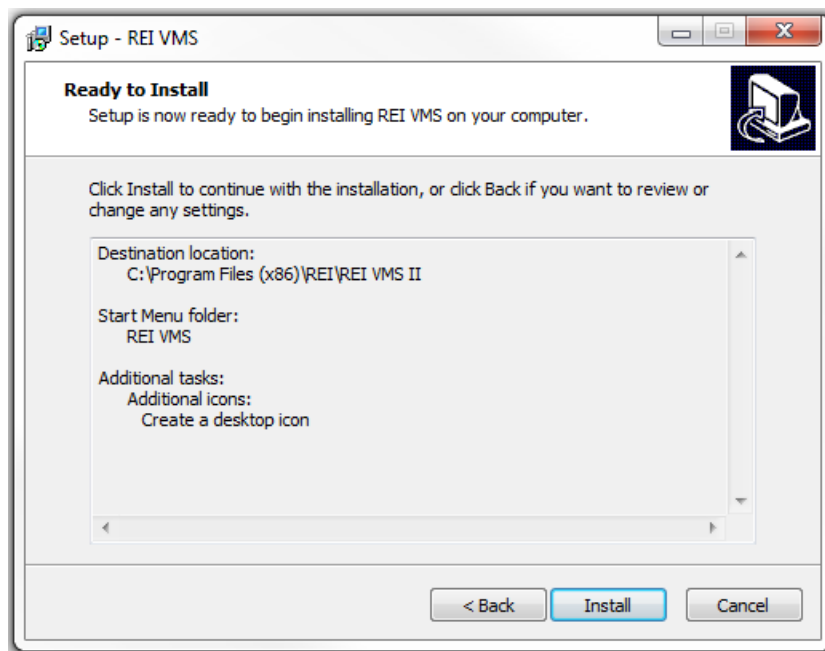 Setup - REI VMS
Ready to Install
Setup is now ready to begin installing REI VMS on your computer.
Click Install to continue with the installation, or click Back if you want to review or
change any settings.
Destination location:
C:\Program Files (x86)\REI\REI VMS II
Start Menu folder:
REI VMS
Additional tasks:
Additional icons:
Create a desktop icon
< Back
Install
Cancel